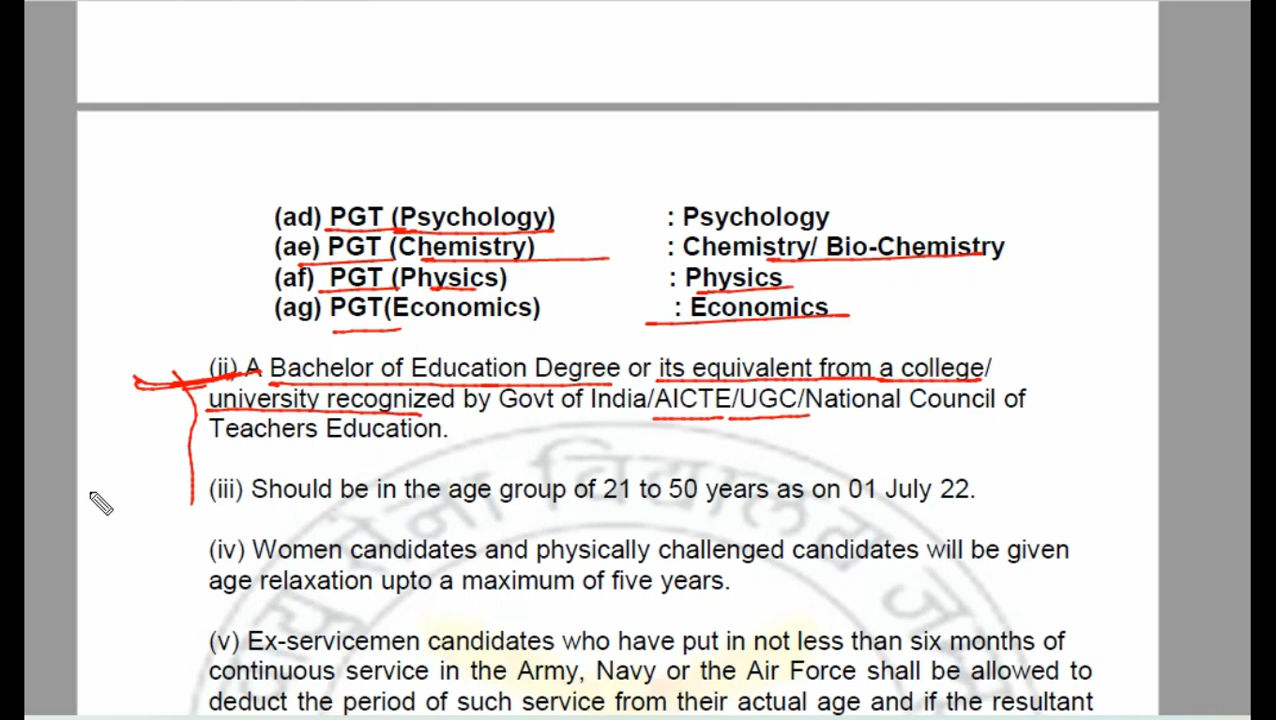 (ad) PGT (Psychology) : Psychology
(ae) PGT (Chemistry) : Chemistry/ Bio-Chemistry
(af) PGT (Physics) : Physics
(ag) PGT(Economics) : Economics
(ii) A Bachelor of Education Degree or its equivalent from a college/
university recognized by Govt of India/AICTE/UGC/National Council of
Teachers Education.
(iii) Should be in the age group of 21 to 50 years as on 01 July 22.
(iv) Women candidates and physically challenged candidates will be given
age relaxation upto a maximum of five years.
(v) Ex-servicemen candidates who have put in not less than six months of
continuous service in the Army, Navy or the Air Force shall be allowed to
deduct the period of such service from their actual age and if the resultant